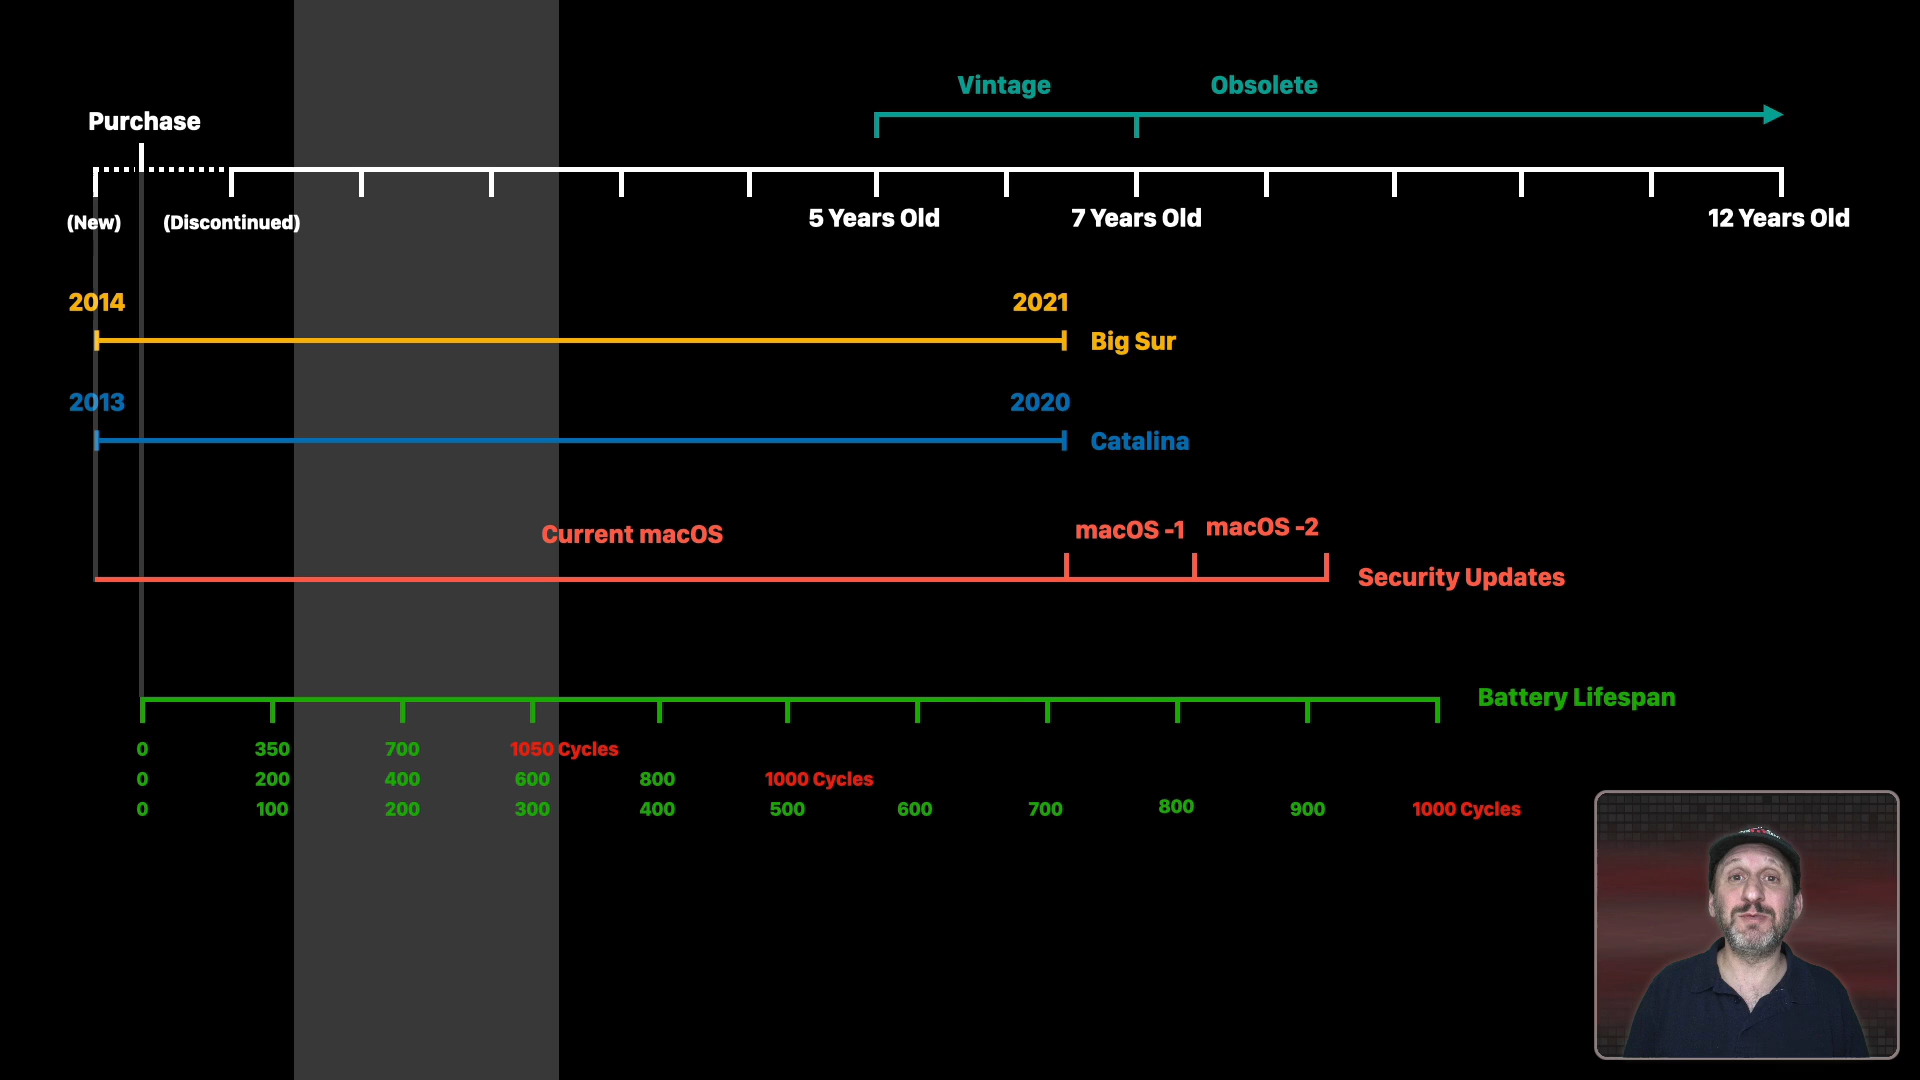 Vintage
Obsolete
Purchase
(New)
(Discontinued)
5 Years Old
7 Years Old
12 Years Old
2014
2021
Big Sur
2013
2020
Catalina
Current macOS
macOS -1
macOS -2
Security Updates
Battery Lifespan
0 350 700 1050 Cycles
0 200 400 600 800 1000 Cycles
0 100 200 300 400 500 600 700 800 900 1000 Cycles